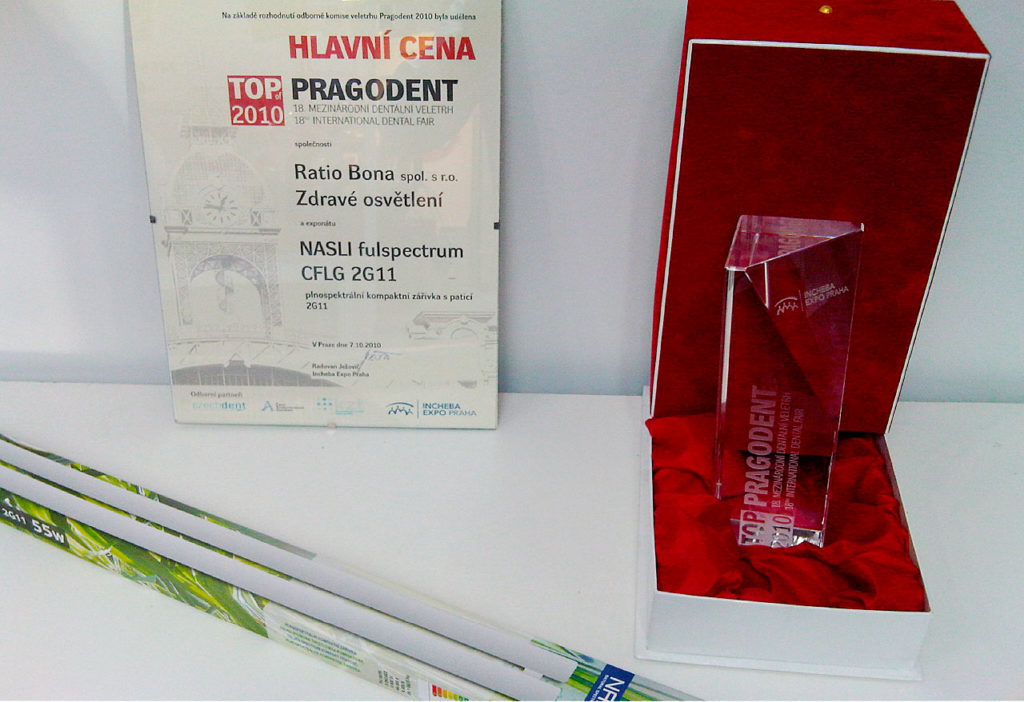 Na základě rozhodnutí odborné komise veletrhu Pragodent 2010 byla udělena
HLAVNÍ CENA
TOP of
2010
PRAGODENT
18. MEZINÁRODNÍ DENTÁLNÍ VELETRH
18TH INTERNATIONAL DENTAL FAIR
společnosti
Ratio Bona spol. s r.o.
Zdravé osvětlení
a exponátu
NASLI fulspectrum
CFLG 2G11
plnospektrální kompaktní zářivka s paticí
2G11
V Praze dne 7.10.2010
Radovan Ježovič
Incheba Expo Praha
Odborní partneři
czechdent
INCHEBA
EXPO PRAHA
INCHEBA
EXPO PRAHA
TOP
2010
PRAGODENT
18. MEZINÁRODNÍ DENTÁLNÍ VELETRH
18TH INTERNATIONAL DENTAL FAIR
2G11 55W